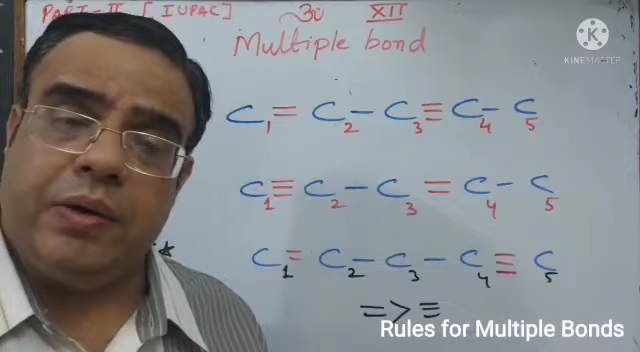 PART-II [IUPAC] XII
Multiple bond
K
KINEMASTER
C1=C2-C3≡C4-C5
C1≡C2-C3=C4-C5
C1=C2-C3-C4≡C5
=>≡
Rules for Multiple Bonds